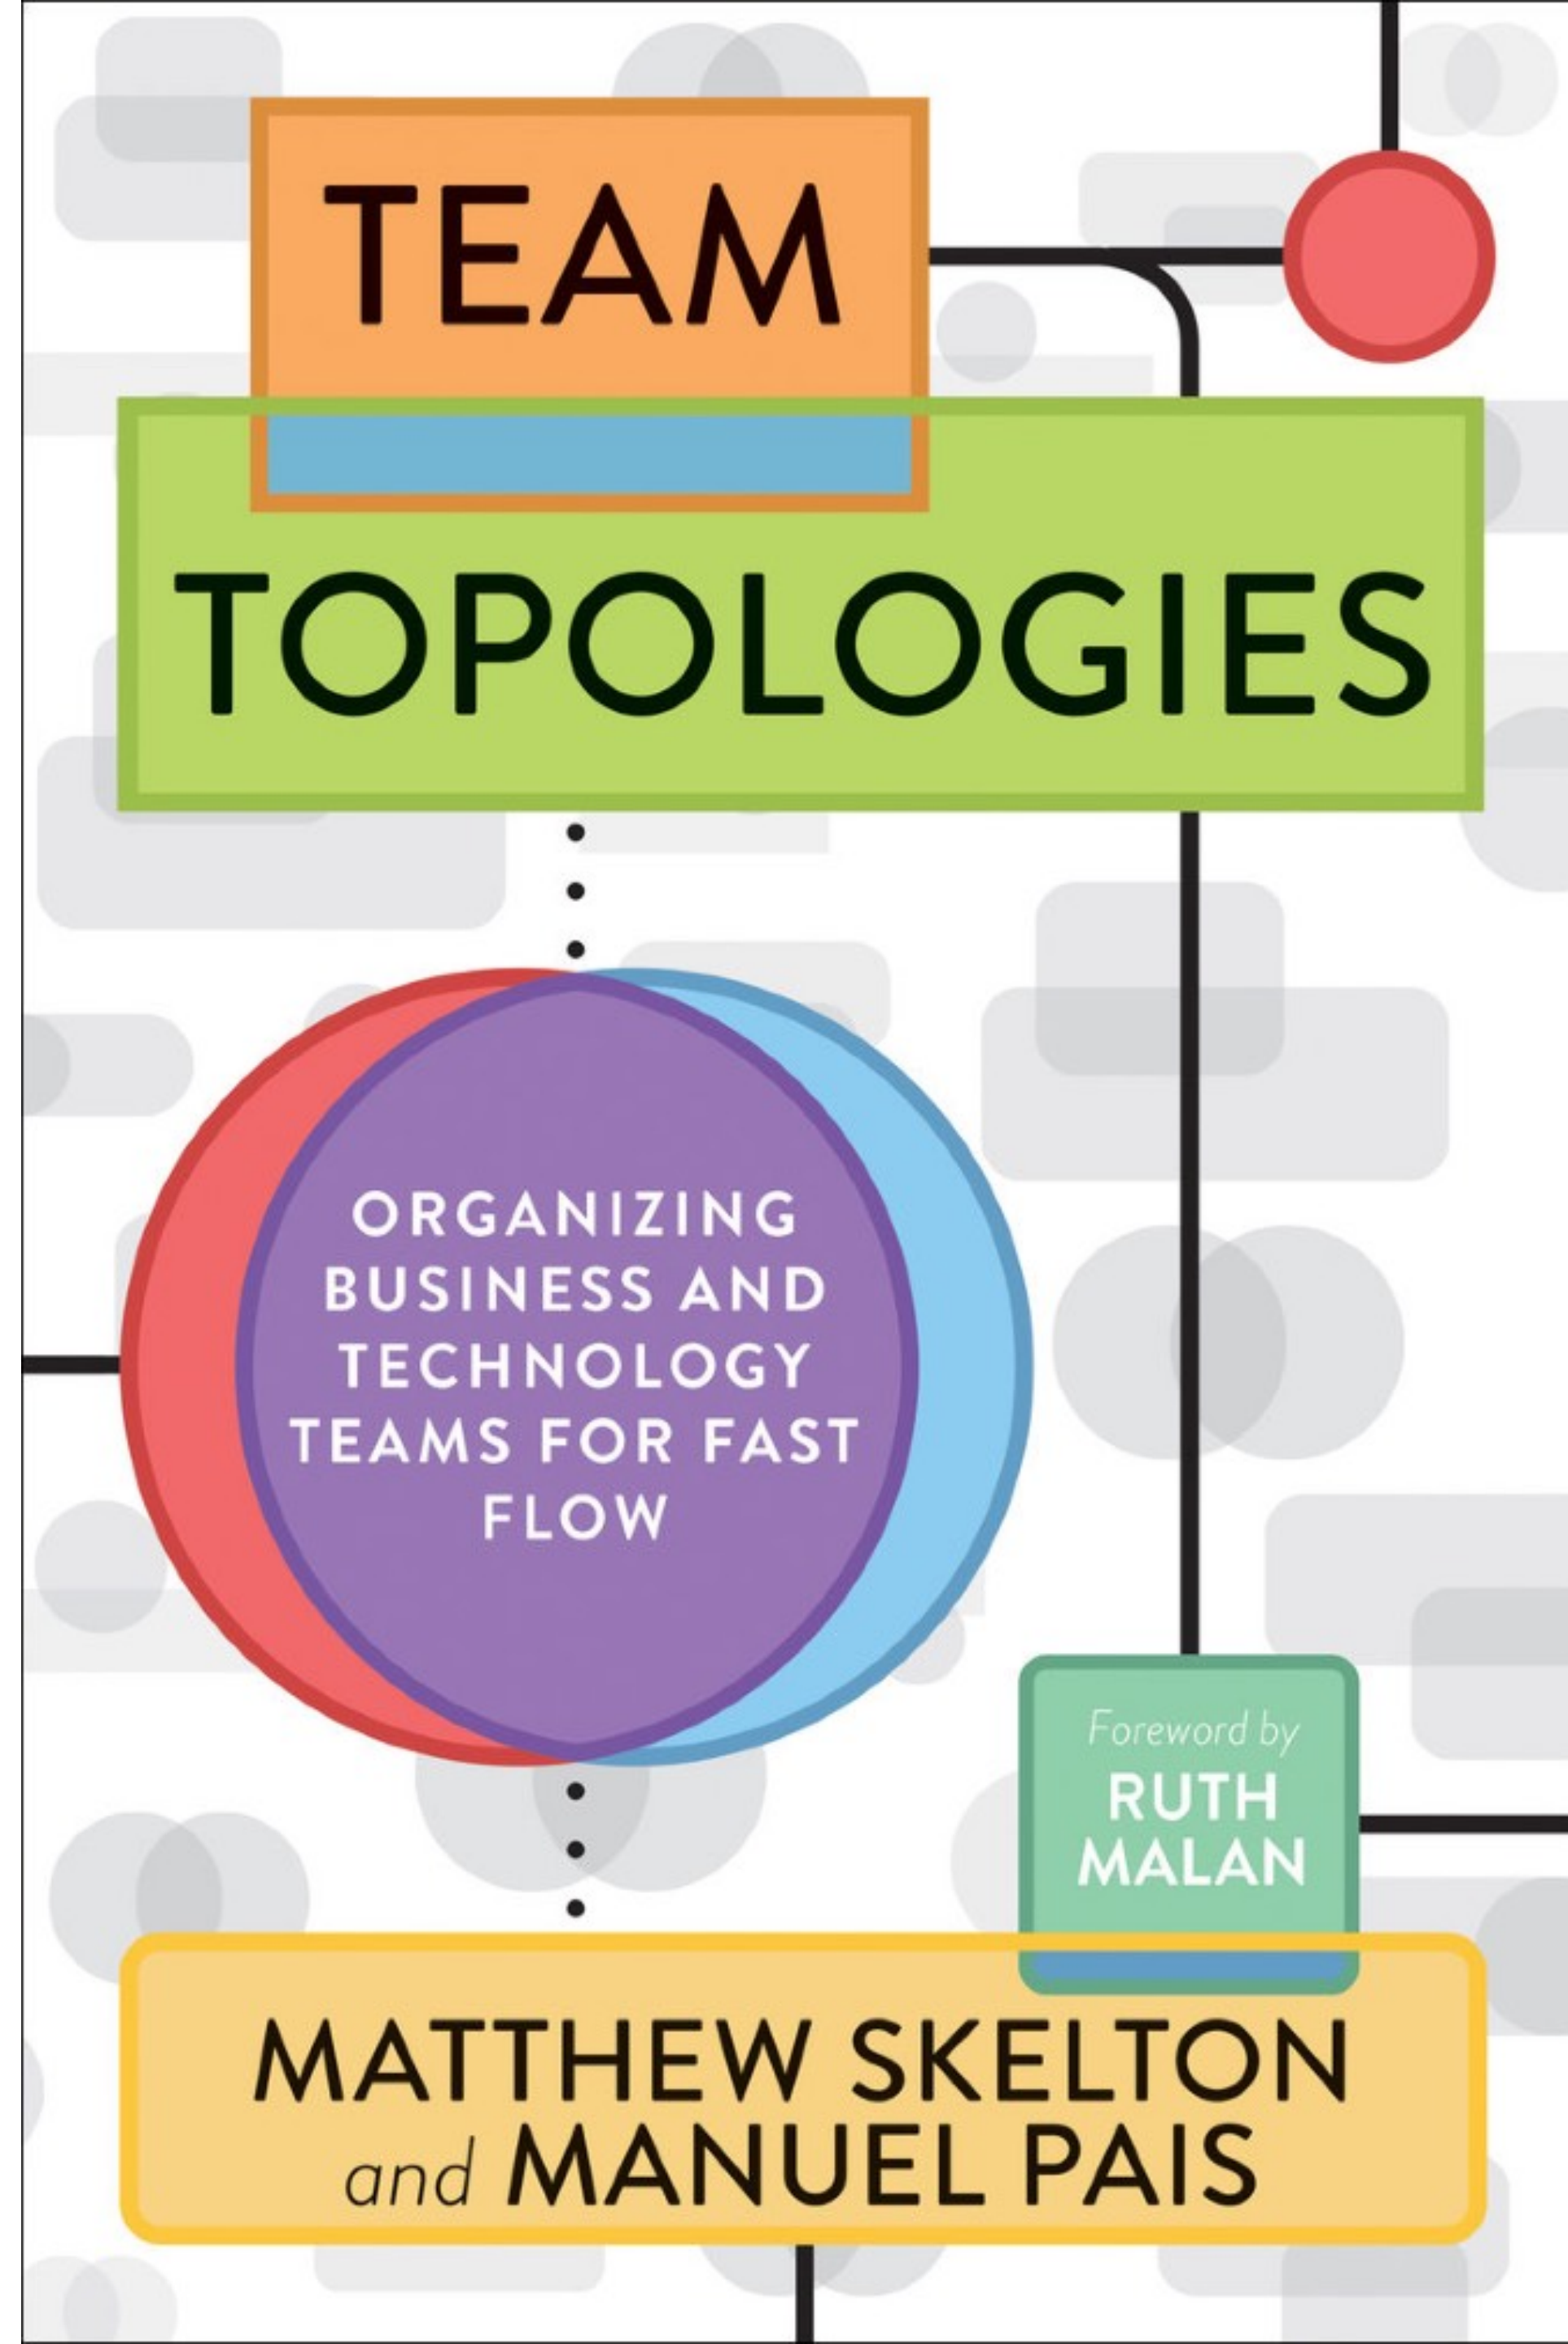 TEAM
TOPOLOGIES
ORGANIZING
BUSINESS AND
TECHNOLOGY
TEAMS FOR FAST
FLOW
Foreword by
RUTH
MALAN
MATTHEW SKELTON
and MANUEL PAIS